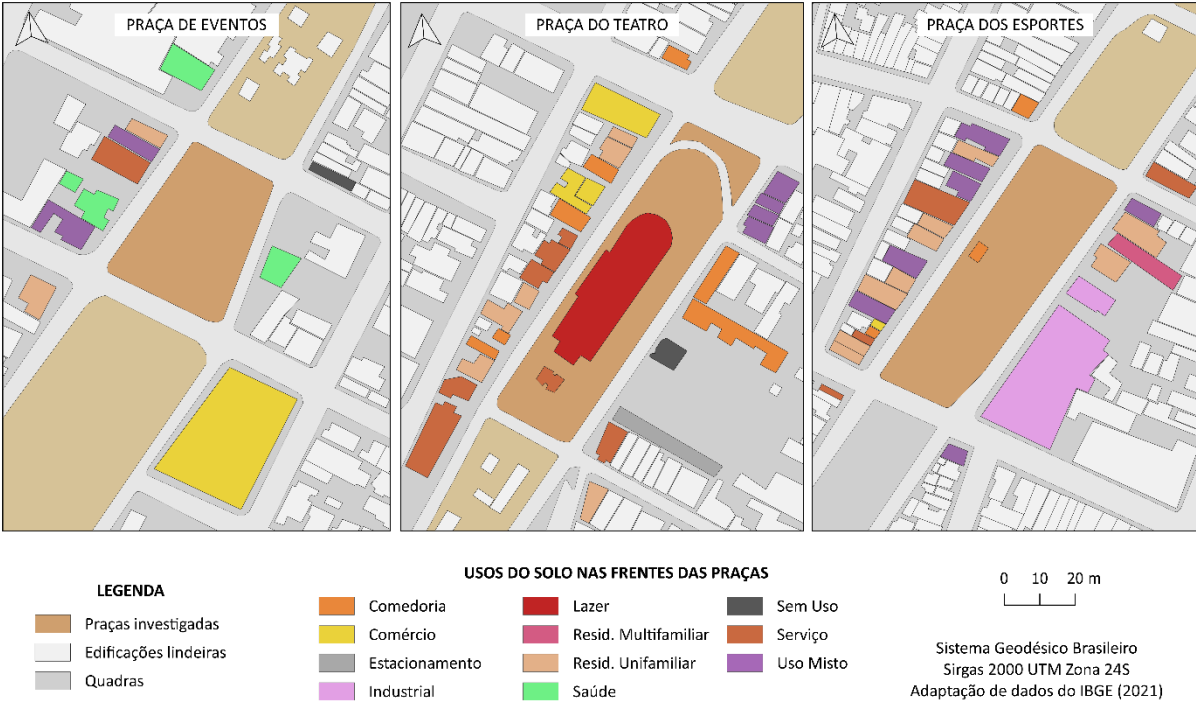 PRAÇA DE EVENTOS
PRAÇA DO TEATRO
PRAÇA DOS ESPORTES
LEGENDA
Praças investigadas
Edificações lindeiras
Quadras
USOS DO SOLO NAS FRENTES DAS PRAÇAS
Comedoria
Comércio
Estacionamento
Industrial
Lazer
Resid. Multifamiliar
Resid. Unifamiliar
Saúde
Sem Uso
Serviço
Uso Misto
0 10 20 m
Sistema Geodésico Brasileiro
Sirgas 2000 UTM Zona 24S
Adaptação de dados do IBGE (2021)